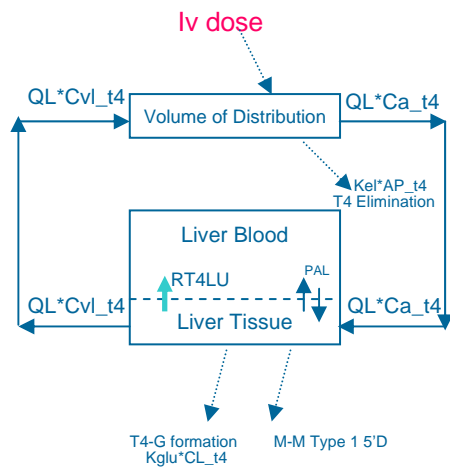 Iv dose
QL*Cvl_t4
QL*Ca_t4
Volume of Distribution
Kel*AP_t4
T4 Elimination
Liver Blood
RT4LU
PAL
QL*Cvl_t4
Liver Tissue
QL*Ca_t4
T4-G formation
Kglu*CL_t4
M-M Type 1 5'D